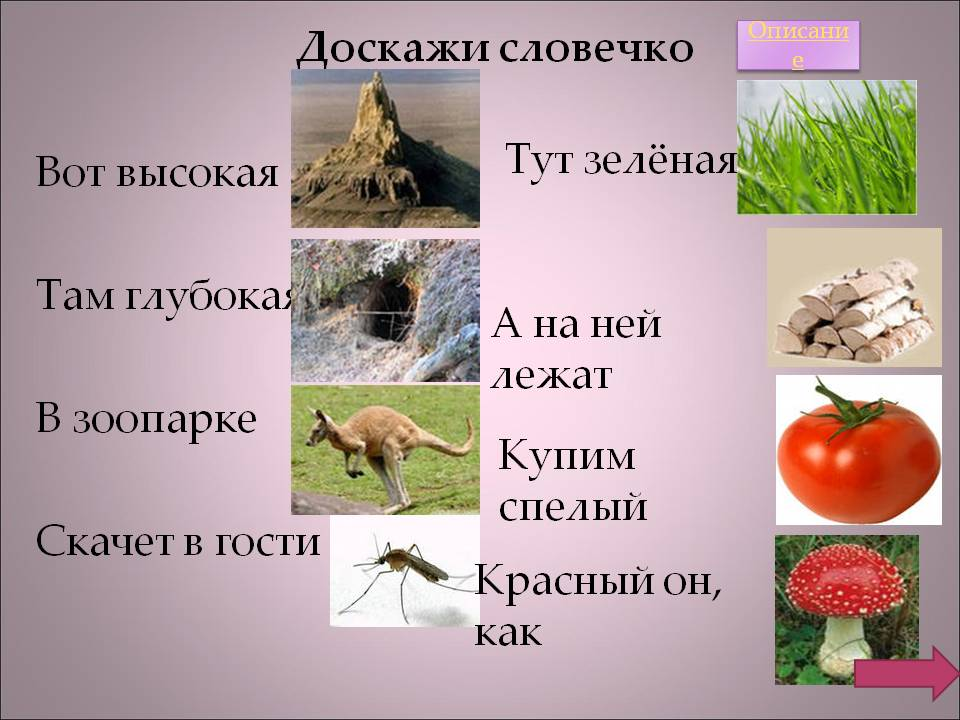 Доскажи словечко
Описани
е
Вот высокая
Там глубокая
В зоопарке
Скачет в гости
Тут зелёная
А на ней
лежат
Купим
спелый
Красный он,
как